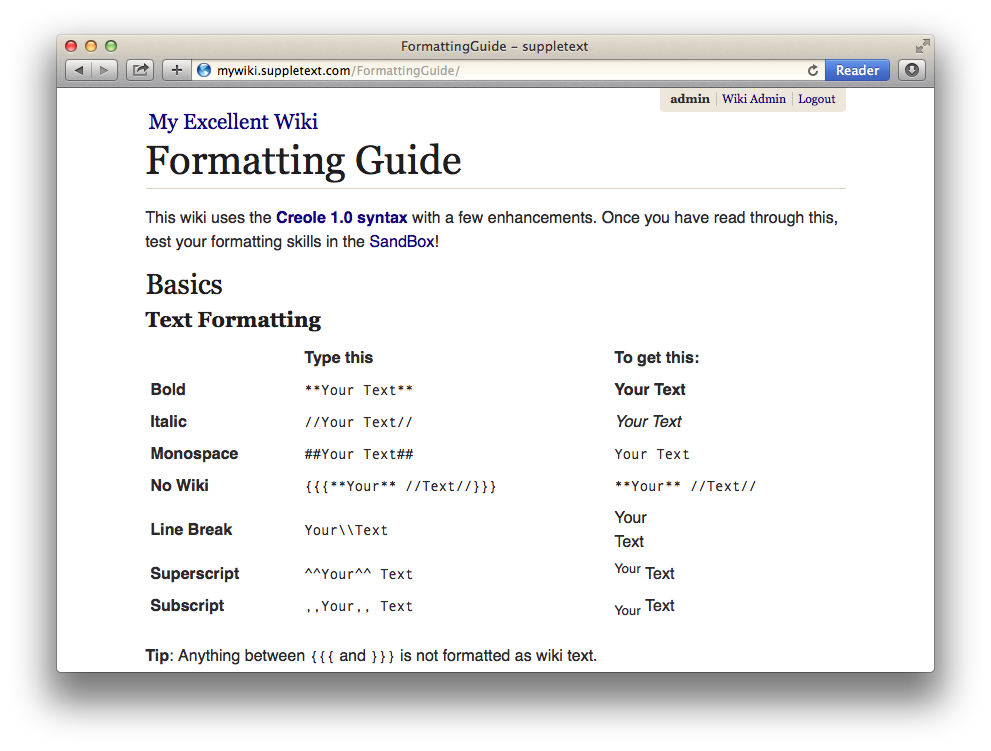 FormattingGuide – suppletext
mywiki.suppletext.com/FormattingGuide/
Reader
admin Wiki Admin Logout
My Excellent Wiki
Formatting Guide
This wiki uses the Creole 1.0 syntax with a few enhancements. Once you have read through this,
test your formatting skills in the SandBox!
Basics
Text Formatting
Type this To get this:
Bold **Your Text** Your Text
Italic //Your Text// Your Text
Monospace ##Your Text## Your Text
No Wiki {{{**Your** //Text//}}} **Your** //Text//
Line Break Your\\Text Your
Text
Superscript ^^Your^^ Text Your Text
Subscript ,,Your,, Text Your Text
Tip: Anything between {{{ and }}} is not formatted as wiki text.